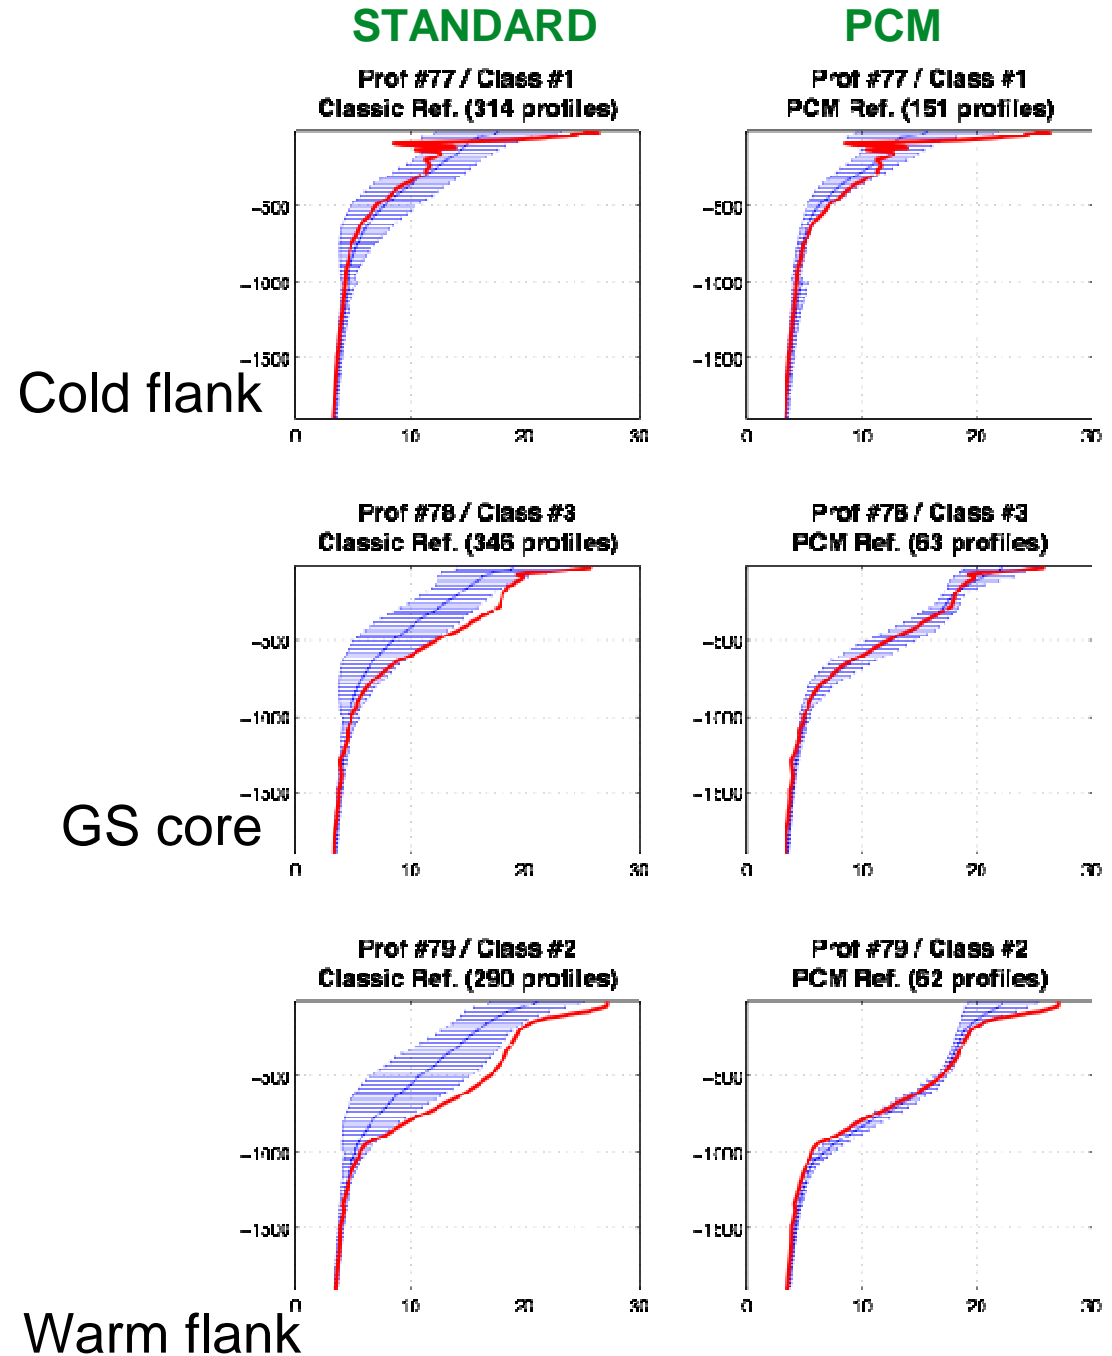 STANDARD PCM
Prof #77 / Class #1
Classic Ref. (314 profiles)
Prof #77 / Class #1
PCM Ref. (151 profiles)
-500
-1000
-1500
0 10 20 30
-500
-1000
-1500
0 10 20 30
Cold flank
Prof #78 / Class #3
Classic Ref. (346 profiles)
Prof #78 / Class #3
PCM Ref. (63 profiles)
-500
-1000
-1500
0 10 20 30
-500
-1000
-1500
0 10 20 30
GS core
Prof #79 / Class #2
Classic Ref. (290 profiles)
Prof #79 / Class #2
PCM Ref. (62 profiles)
-500
-1000
-1500
0 10 20 30
-500
-1000
-1500
0 10 20 30
Warm flank